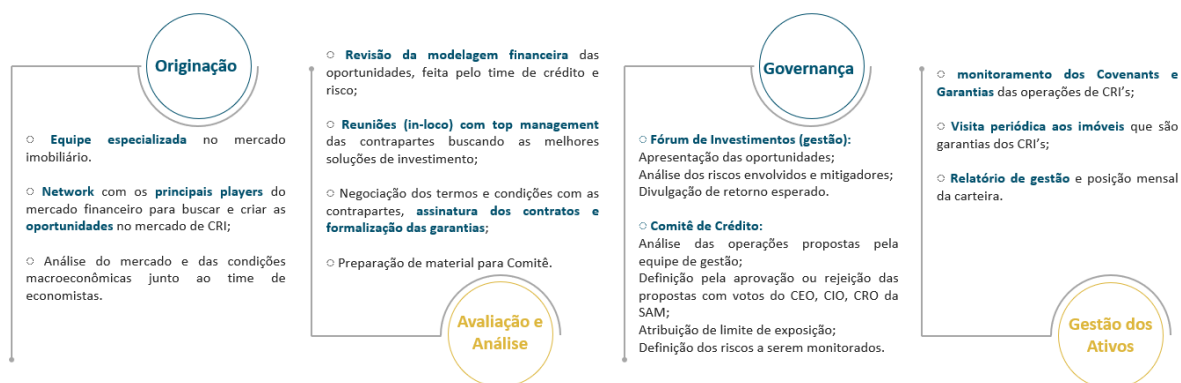 Originação
Equipe especializada no mercado
imobiliário.
Network com os principais players do
mercado financeiro para buscar e criar as
oportunidades no mercado de CRI;
Análise do mercado e das condições
macroeconômicas junto ao time de
economistas.
Revisão da modelagem financeira das
oportunidades, feita pelo time de crédito e
risco;
Reuniões (in-loco) com top management
das contrapartes buscando as melhores
soluções de investimento;
Negociação dos termos e condições com as
contrapartes, assinatura dos contratos e
formalização das garantias;
Preparação de material para Comitê.
Avaliação e
Análise
Governança
Fórum de Investimentos (gestão):
Apresentação das oportunidades;
Análise dos riscos envolvidos e mitigadores;
Divulgação de retorno esperado.
Comitê de Crédito:
Análise das operações propostas pela
equipe de gestão;
Definição pela aprovação ou rejeição das
propostas com votos do CEO, CIO, CRO da
SAM;
Atribuição de limite de exposição;
Definição dos riscos a serem monitorados.
monitoramento dos Covenants e
Garantias das operações de CRI's;
Visita periódica aos imóveis que são
garantias dos CRI's;
Relatório de gestão e posição mensal
da carteira.
Gestão dos
Ativos